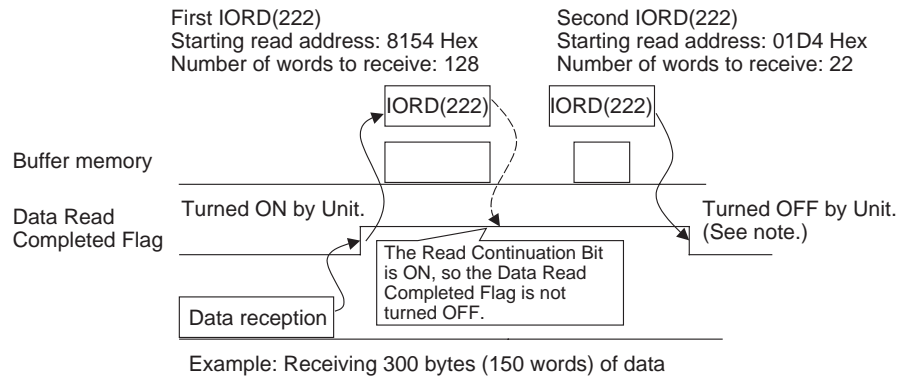 First IORD(222)
Starting read address: 8154 Hex
Number of words to receive: 128
Second IORD(222)
Starting read address: 01D4 Hex
Number of words to receive: 22
IORD(222)
IORD(222)
Buffer memory
Data Read
Completed Flag
Turned ON by Unit.
Turned OFF by Unit.
(See note.)
The Read Continuation Bit
is ON, so the Data Read
Completed Flag is not
turned OFF.
Data reception
Example: Receiving 300 bytes (150 words) of data